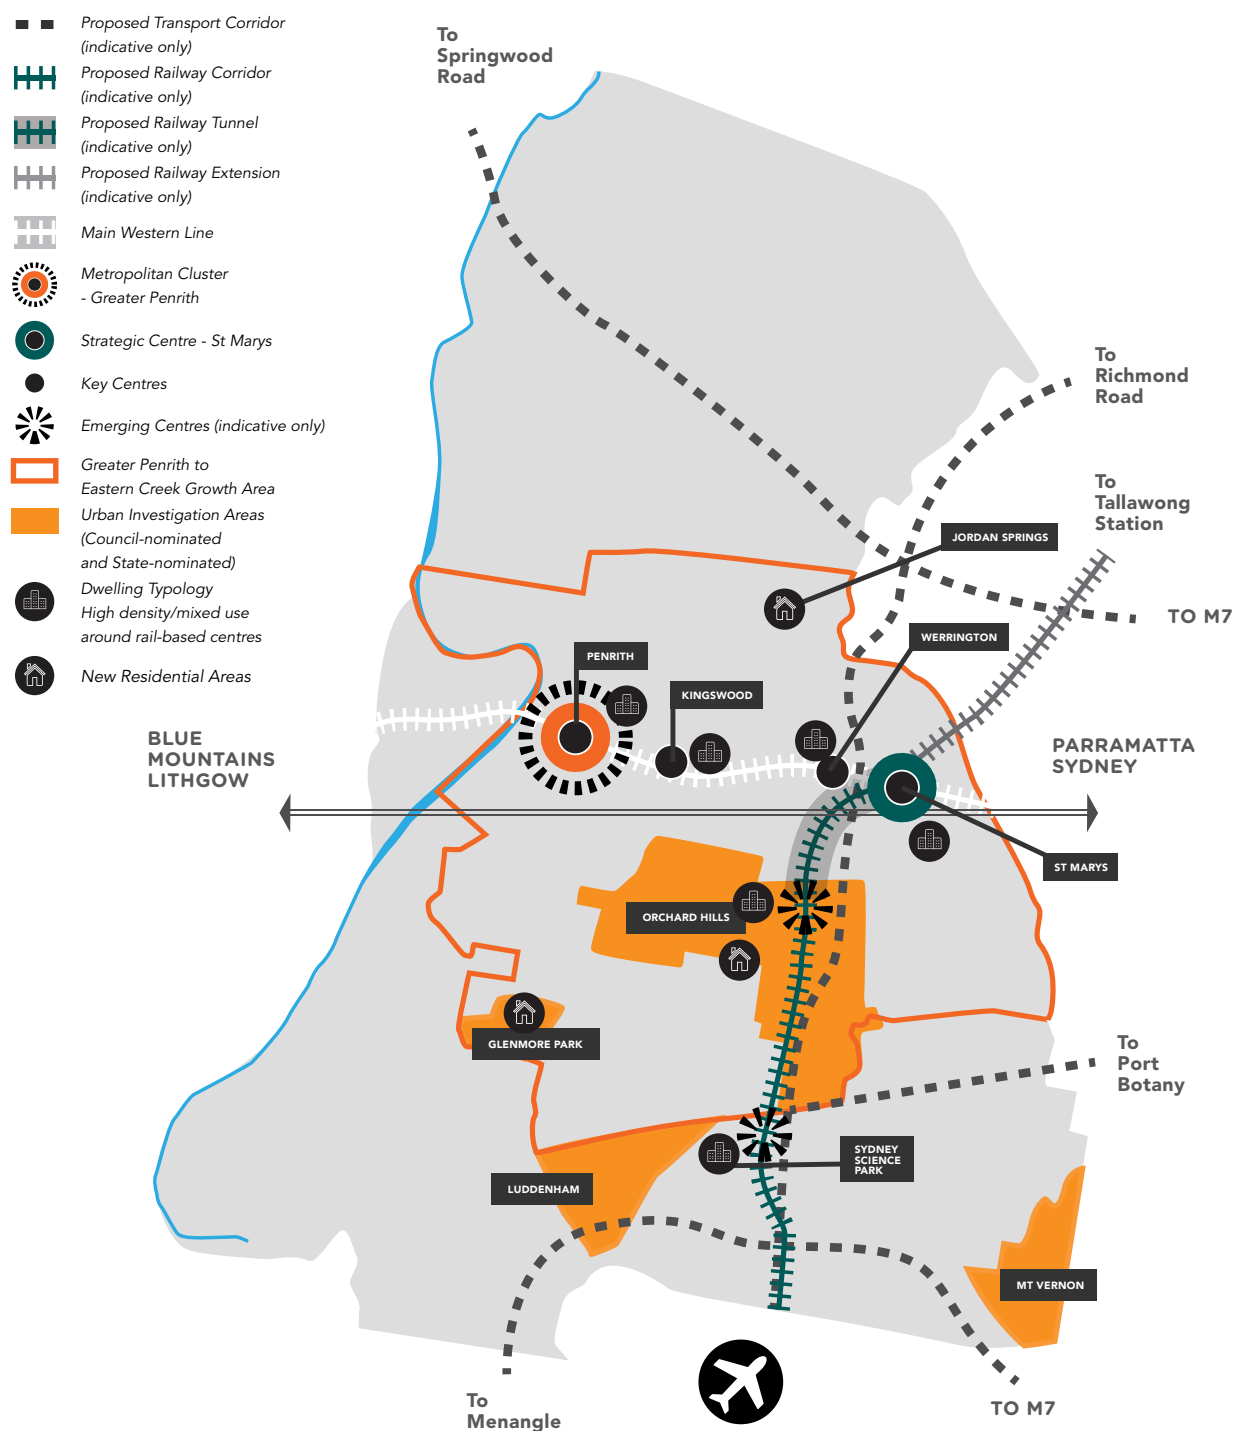 Proposed Transport Corridor
(indicative only)
Proposed Railway Corridor
(indicative only)
Proposed Railway Tunnel
(indicative only)
Proposed Railway Extension
(indicative only)
Main Western Line
Metropolitan Cluster
- Greater Penrith
Strategic Centre - St Marys
Key Centres
Emerging Centres (indicative only)
Greater Penrith to
Eastern Creek Growth Area
Urban Investigation Areas
(Council-nominated
and State-nominated)
Dwelling Typology
High density/mixed use
around rail-based centres
New Residential Areas
To
Springwood
Road
To
Richmond
Road
To
Tallawong
Station
JORDAN SPRINGS
TO M7
WERRINGTON
PENRITH
KINGSWOOD
BLUE
MOUNTAINS
LITHGOW
PARRAMATTA
SYDNEY
ST MARYS
ORCHARD HILLS
GLENMORE PARK
To
Port
Botany
SYDNEY
SCIENCE
PARK
LUDDENHAM
MT VERNON
To
Menangle
TO M7